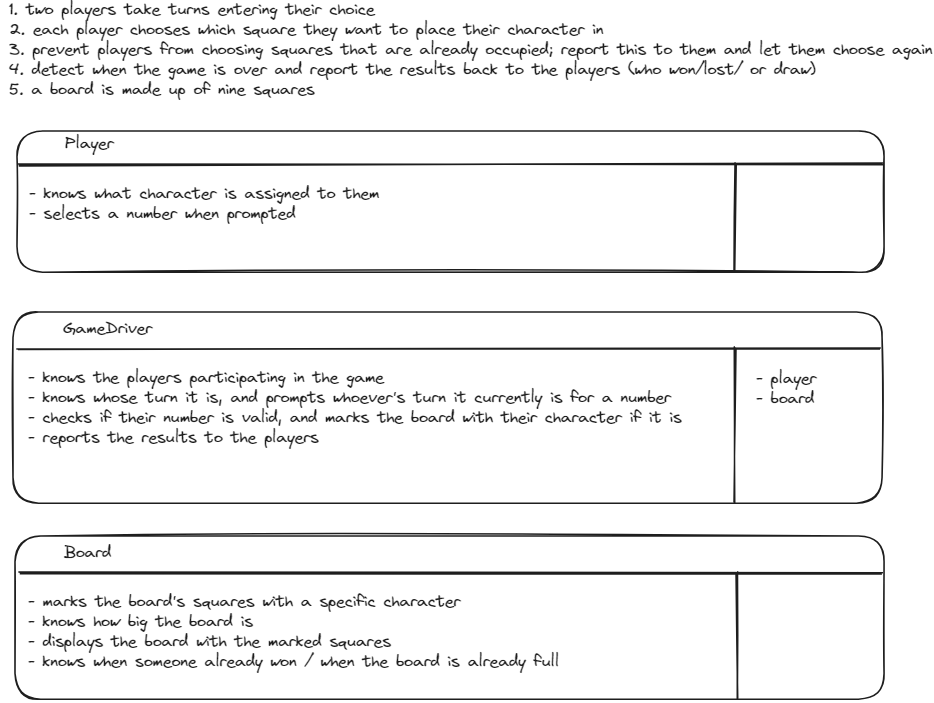 1. two players take turns entering their choice
2. each player chooses which square they want to place their character in
3. prevent players from choosing squares that are already occupied; report this to them and let them choose again
4. detect when the game is over and report the results back to the players (who won/lost/ or draw)
5. a board is made up of nine squares
Player
- knows what character is assigned to them
- selects a number when prompted
GameDriver
- knows the players participating in the game
- knows whose turn it is, and prompts whoever's turn it currently is for a number
- checks if their number is valid, and marks the board with their character if it is
- reports the results to the players
- player
- board
Board
- marks the board's squares with a specific character
- knows how big the board is
- displays the board with the marked squares
- knows when someone already won / when the board is already full